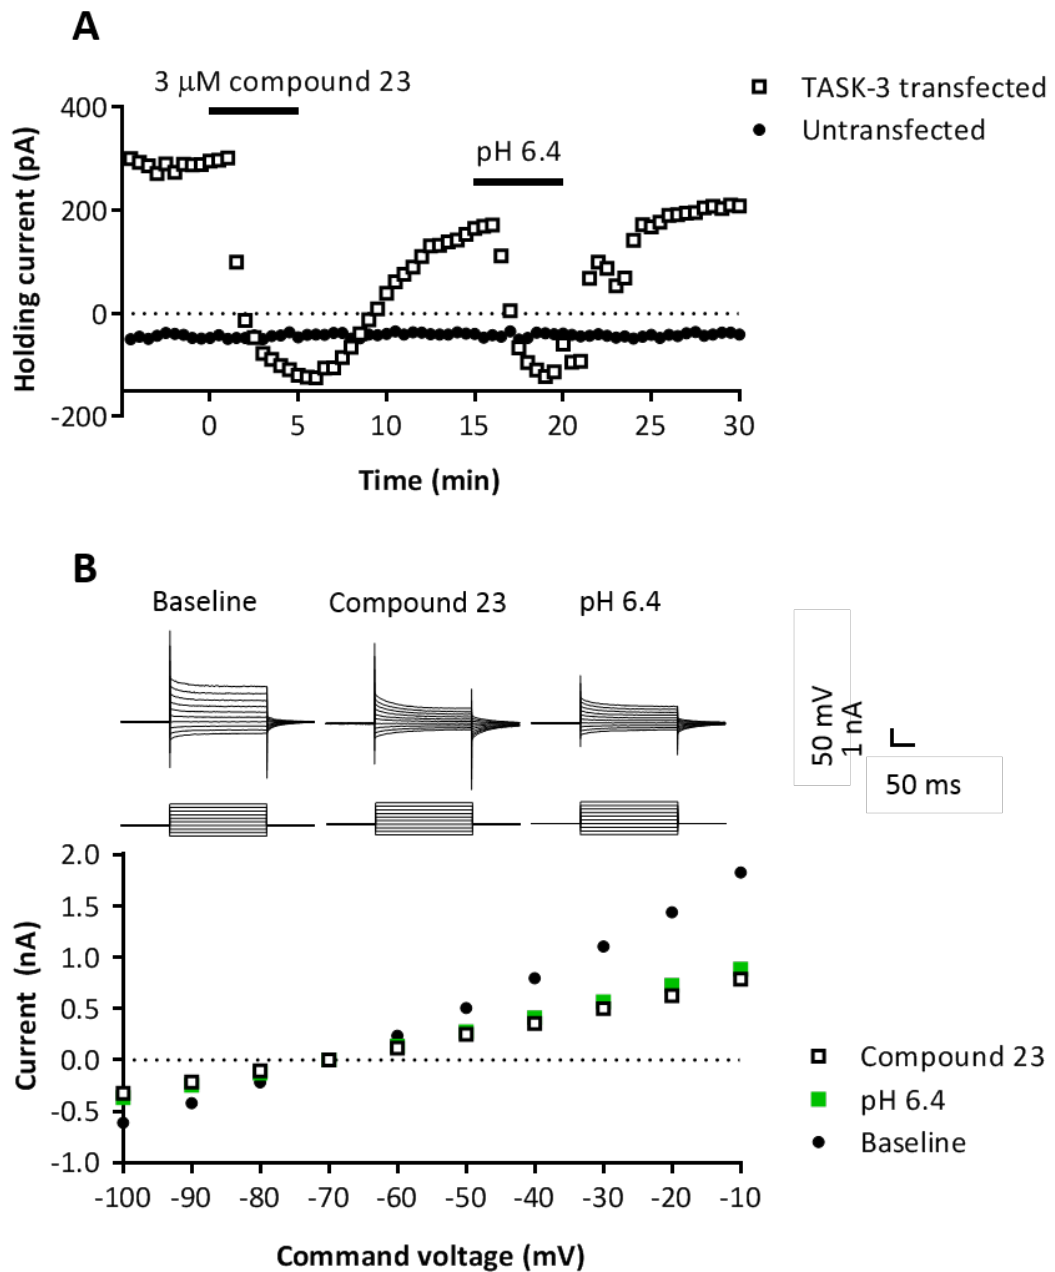 A
3 μM compound 23
TASK-3 transfected
Untransfected
pH 6.4
Holding current (pA)
400
200
0
-200
0 5 10 15 20 25 30
Time (min)
B
Baseline Compound 23 pH 6.4
50 mV
1 nA
50 ms
Current (nA)
2.0
1.5
1.0
0.5
0.0
-0.5
-1.0
Compound 23
pH 6.4
Baseline
-100 -90 -80 -70 -60 -50 -40 -30 -20 -10
Command voltage (mV)